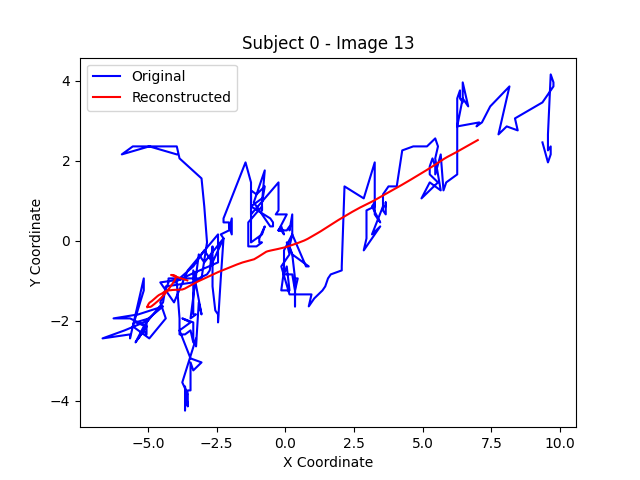 Subject 0 - Image 13
Original
Reconstructed
4
2
0
−2
−4
Y Coordinate
−5.0 −2.5 0.0 2.5 5.0 7.5 10.0
X Coordinate